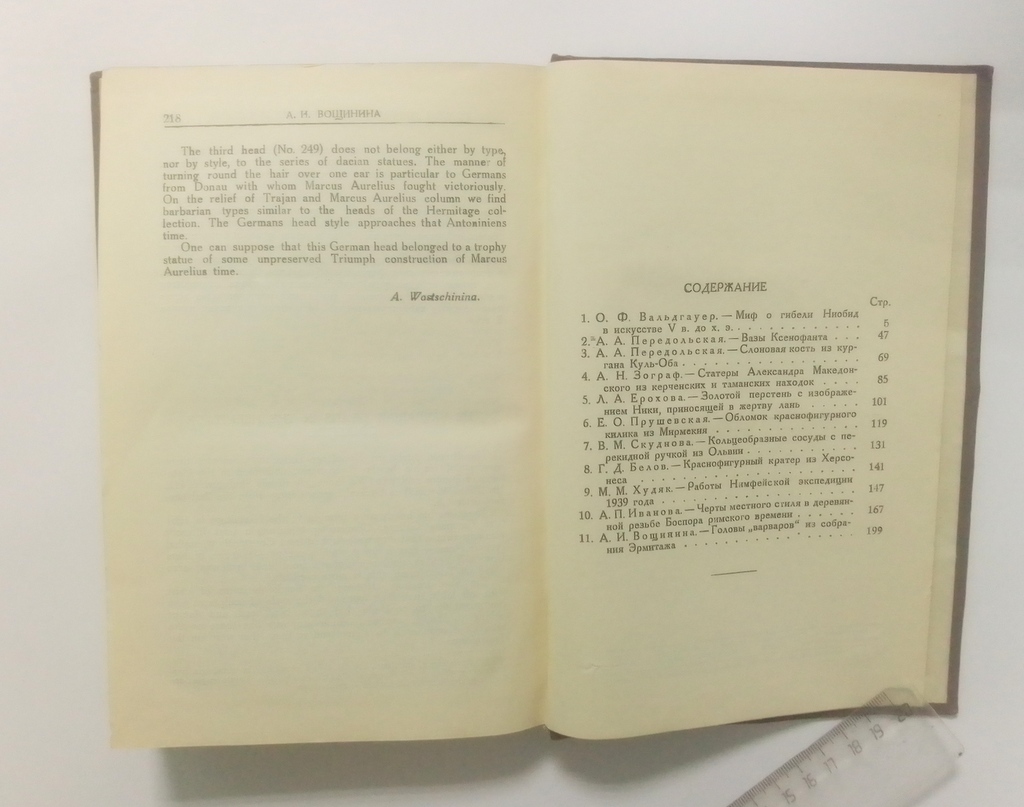 218
А. И. ВОЩИНИНА
The third head (No. 249) does not belong either by type,
nor by style, to the series of dacian statues. The manner of
turning round the hair over one ear is particular to Germans
from Donau with whom Marcus Aurelius fought victoriously.
On the relief of Trajan and Marcus Aurelius column we find
barbarian types similar to the heads of the Hermitage col-
lection. The Germans head style approaches that Antoniniens
time.
One can suppose that this German head belonged to a trophy
statue of some unpreserved Triumph construction of Marcus
Aurelius time.
A. Wostschinina.
СОДЕРЖАНИЕ
Стр.
1. О. Ф. Вальдгауер. — Миф о гибели Ниобид
в искусстве V в. до х. э. . . . . . . . . . . . 5
2. А. А. Передольская. — Вазы Ксенофанта . . . 47
3. А. А. Передольская. — Слоновая кость из кур-
гана Куль-Оба . . . . . . . . . . . . . . . 69
4. А. Н. Зограф. — Статеры Александра Македон-
ского из керченских и таманских находок . . . . 85
5. Л. А. Ерохова. — Золотой перстень с изображе-
нием Ники, приносящей в жертву лань . . . . . 101
6. Е. О. Прушевская. — Обломок краснофигурного
килика из Мирмекия . . . . . . . . . . . . 119
7. В. М. Скуднова. — Кольцеобразные сосуды с пе-
рекидной ручкой из Ольвии . . . . . . . . . 131
8. Г. Д. Белов. — Краснофигурный кратер из Херсо-
неса . . . . . . . . . . . . . . . . . . 141
9. М. М. Худяк. — Работы Нимфейской экспедиции
1939 года . . . . . . . . . . . . . . . . 147
10. А. П. Иванова. — Черты местного стиля в деревян-
ной резьбе Боспора римского времени . . . . . . 167
11. А. И. Вощинина. — Головы „варваров“ из собра-
ния Эрмитажа . . . . . . . . . . . . . . 199
15 16 17 18 19 20